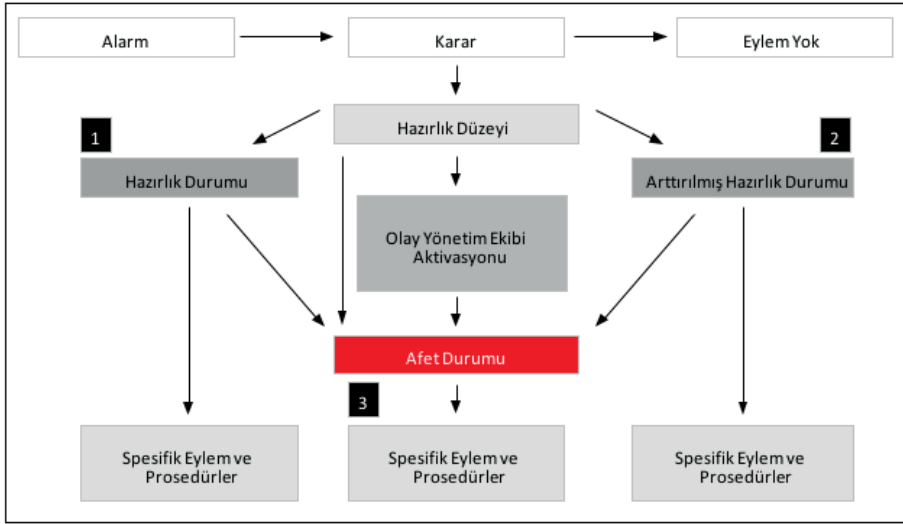 Alarm
Karar
Eylem Yok
Hazırlık Düzeyi
1
2
Hazırlık Durumu
Arttırılmış Hazırlık Durumu
Olay Yönetim Ekibi
Aktivasyonu
Afet Durumu
3
Spesifik Eylem ve
Prosedürler
Spesifik Eylem ve
Prosedürler
Spesifik Eylem ve
Prosedürler